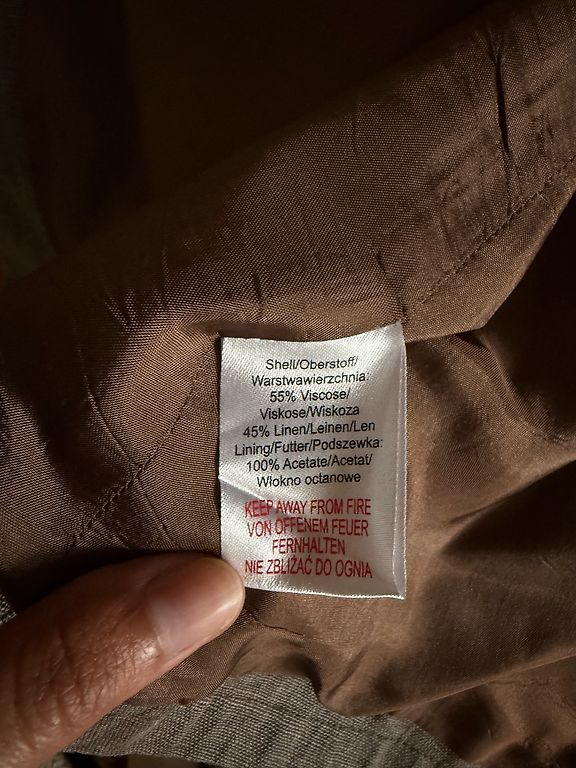 Shell/Oberstoff/
Warstwawierzchnia:
55% Viscose/
Viskose/Wiskoza
45% Linen/Leinen/Len
Lining/Futter/Podszewka:
100% Acetate/Acetat/
Włokno octanowe
KEEP AWAY FROM FIRE
VON OFFENEM FEUER
FERNHALTEN
NIE ZBLIŻAĆ DO OGNIA